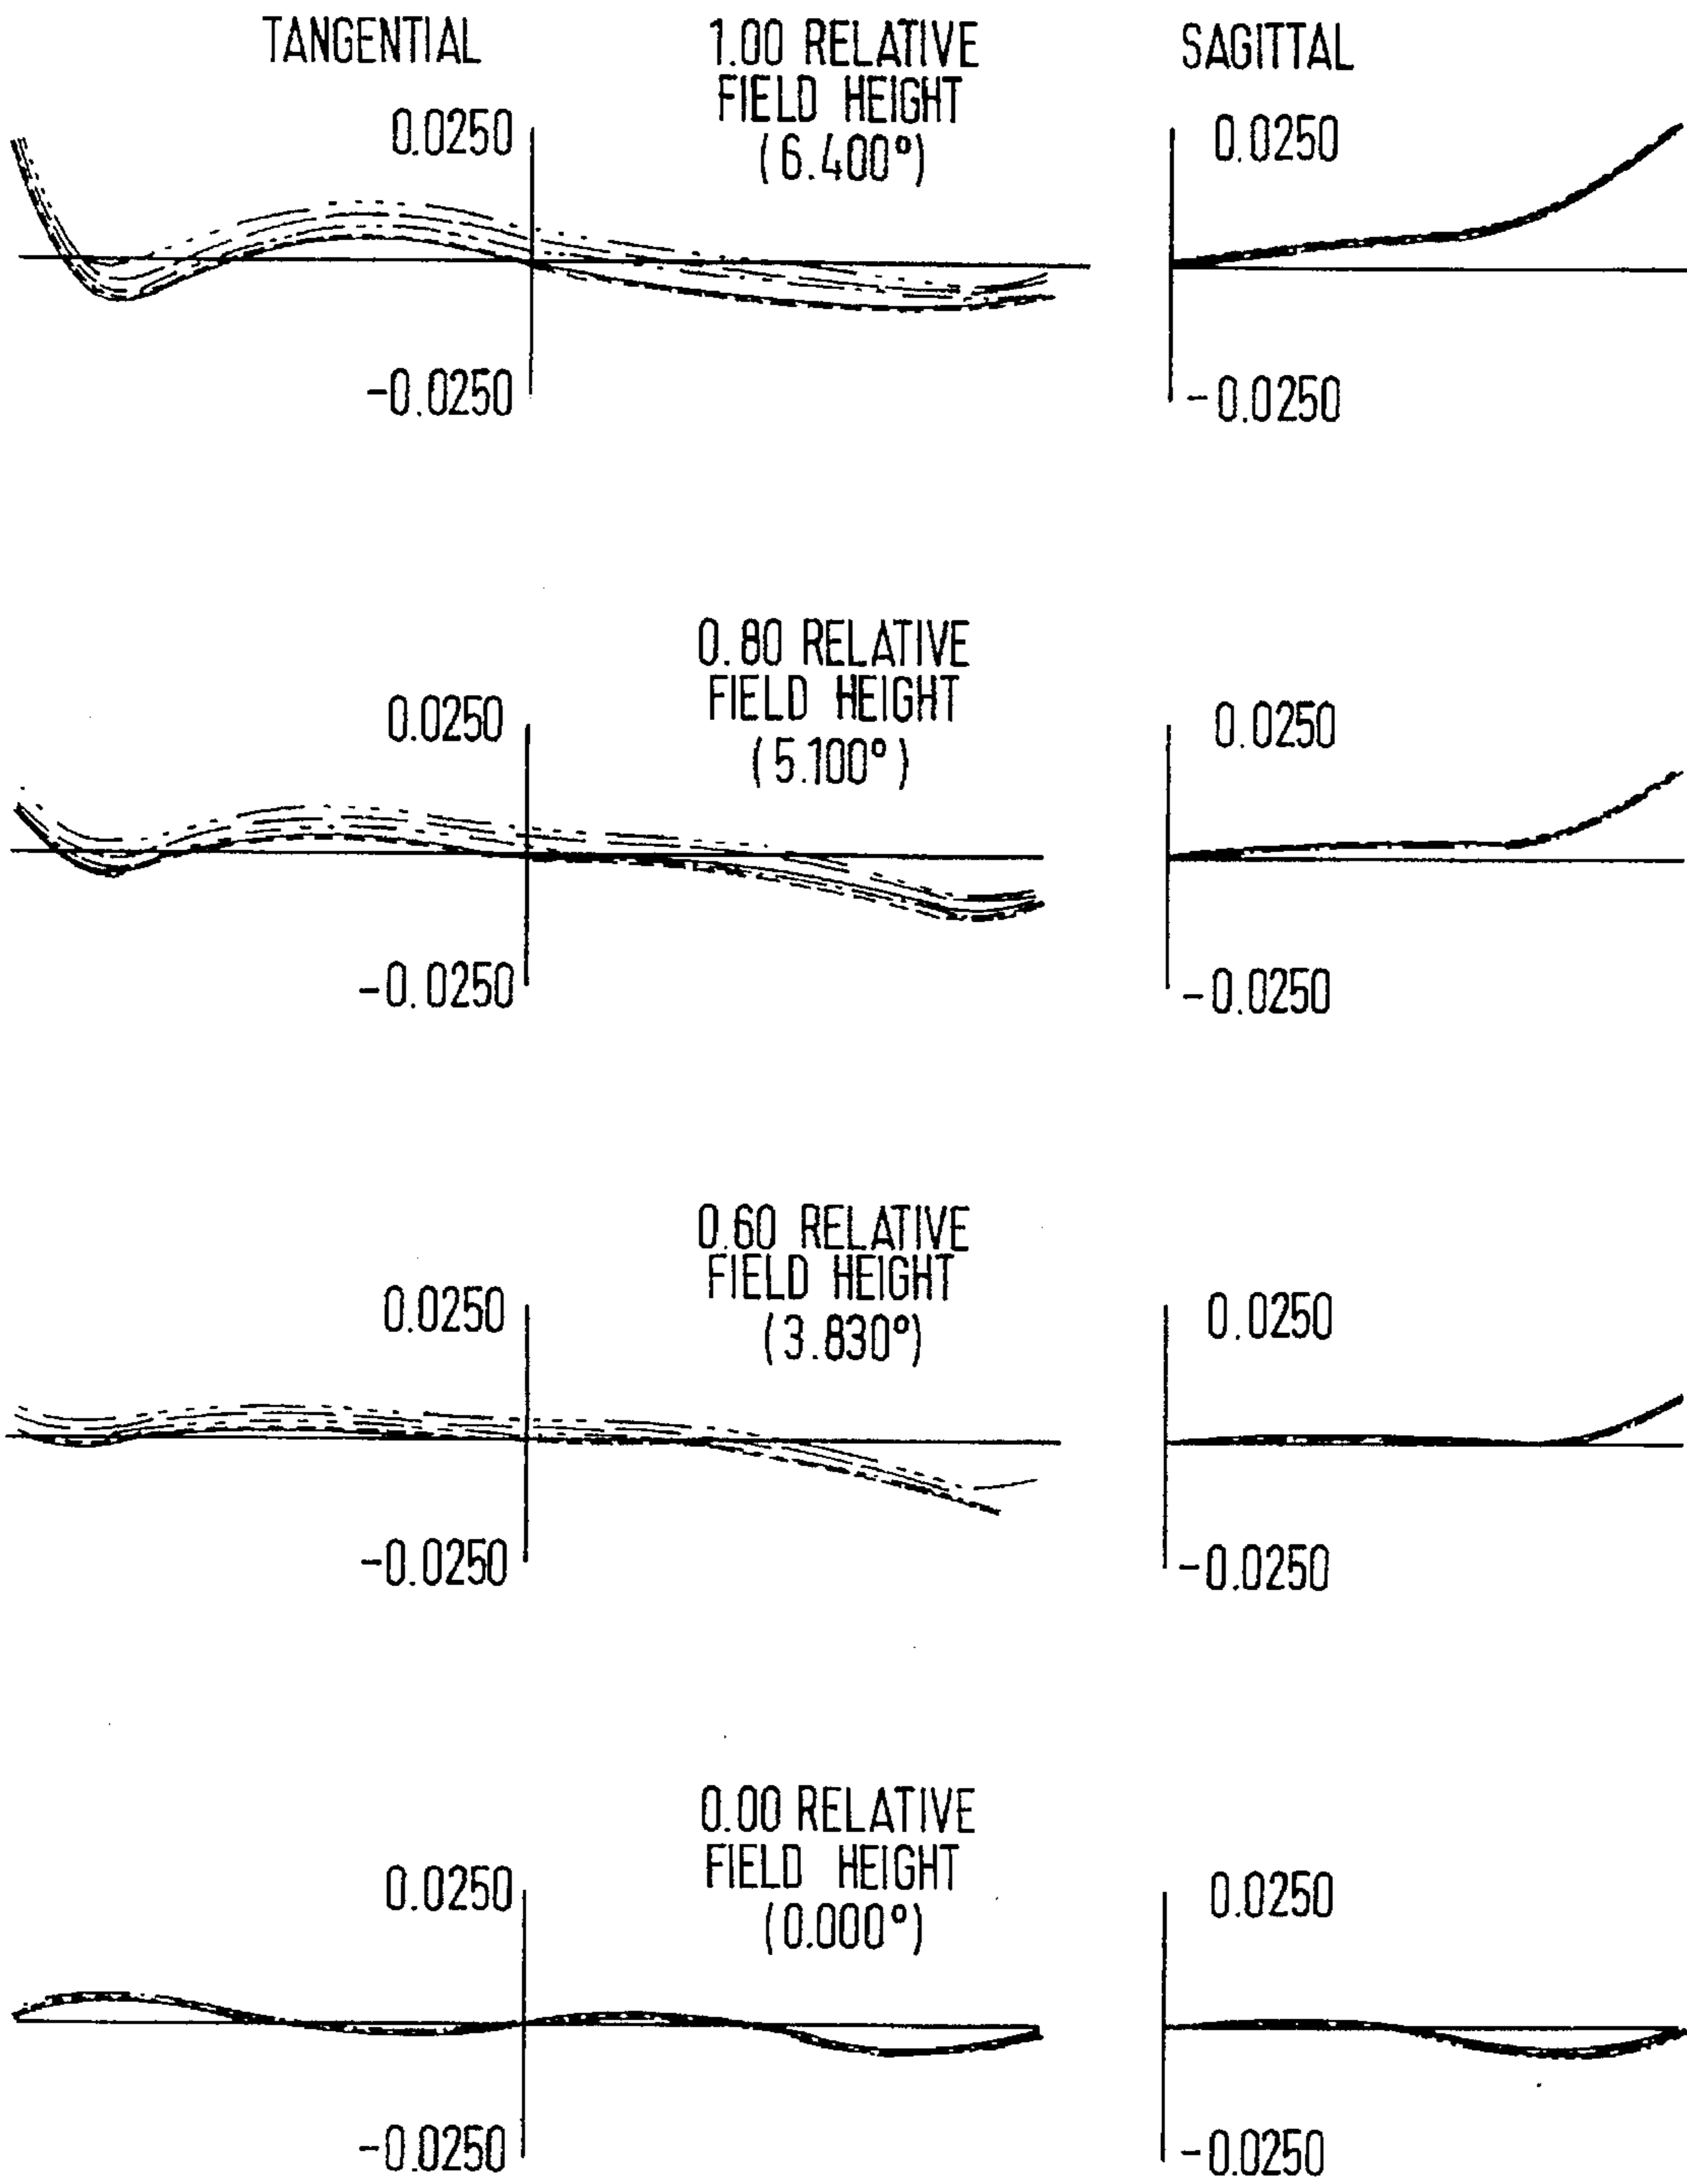 TANGENTIAL
1.00 RELATIVE
FIELD HEIGHT
(6.400°)
SAGITTAL
0.0250
0.0250
-0.0250
-0.0250
0.80 RELATIVE
FIELD HEIGHT
(5.100°)
0.0250
0.0250
-0.0250
-0.0250
0.60 RELATIVE
FIELD HEIGHT
(3.830°)
0.0250
0.0250
-0.0250
-0.0250
0.00 RELATIVE
FIELD HEIGHT
(0.000°)
0.0250
0.0250
-0.0250
-0.0250